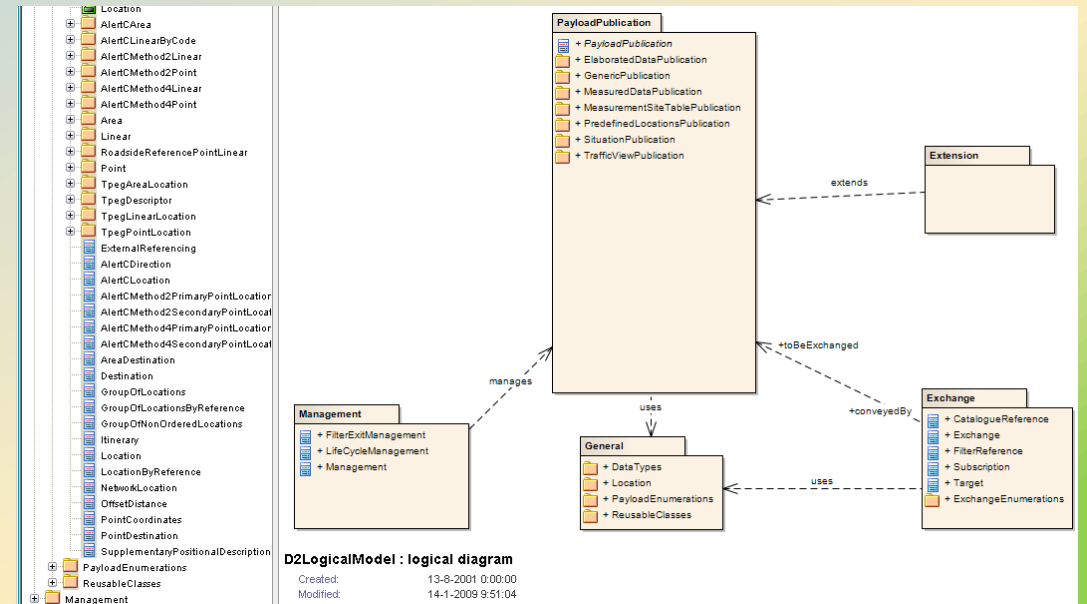 Location
AlertCArea
AlertCLinearByCode
AlertCMethod2Linear
AlertCMethod2Point
AlertCMethod4Linear
AlertCMethod4Point
Area
Linear
RoadsideReferencePointLinear
Point
TpegAreaLocation
TpegDescriptor
TpegLinearLocation
TpegPointLocation
ExternalReferencing
AlertCDirection
AlertCLocation
AlertCMethod2PrimaryPointLocation
AlertCMethod2SecondaryPointLocat
AlertCMethod4PrimaryPointLocation
AlertCMethod4SecondaryPointLocat
AreaDestination
Destination
GroupOfLocations
GroupOfLocationsByReference
GroupOfNonOrderedLocations
Itinerary
Location
LocationByReference
NetworkLocation
OffsetDistance
PointCoordinates
PointDestination
SupplementaryPositionalDescription
PayloadEnumerations
ReusableClasses
Management
PayloadPublication
+ PayloadPublication
+ ElaboratedDataPublication
+ GenericPublication
+ MeasuredDataPublication
+ MeasurementSiteTablePublication
+ PredefinedLocationsPublication
+ SituationPublication
+ TrafficViewPublication
Extension
extends
+toBeExchanged
+conveyedBy
manages
uses
Management
+ FilterExitManagement
+ LifeCycleManagement
+ Management
General
+ DataTypes
+ Location
+ PayloadEnumerations
+ ReusableClasses
uses
Exchange
+ CatalogueReference
+ Exchange
+ FilterReference
+ Subscription
+ Target
+ ExchangeEnumerations
D2LogicalModel : logical diagram
Created: 13-8-2001 0:00:00
Modified: 14-1-2009 9:51:04